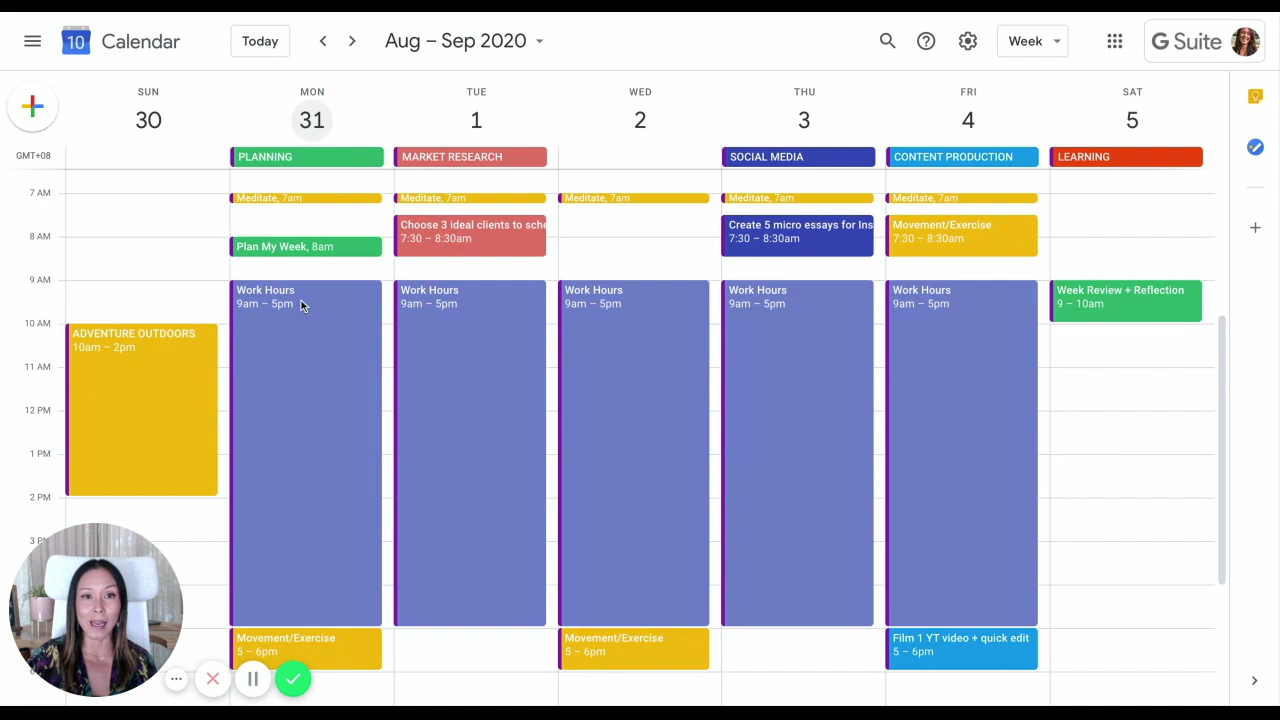 10 Calendar Today Aug – Sep 2020 Week G Suite
SUN MON TUE WED THU FRI SAT
30 31 1 2 3 4 5
GMT+08 PLANNING MARKET RESEARCH SOCIAL MEDIA CONTENT PRODUCTION LEARNING
7 AM Meditate, 7am Meditate, 7am Meditate, 7am Meditate, 7am Meditate, 7am
Choose 3 ideal clients to sche Create 5 micro essays for Ins Movement/Exercise
8 AM 7:30 – 8:30am 7:30 – 8:30am 7:30 – 8:30am
Plan My Week, 8am
9 AM
Work Hours Work Hours Work Hours Work Hours Work Hours Week Review + Reflection
9am – 5pm 9am – 5pm 9am – 5pm 9am – 5pm 9am – 5pm 9 – 10am
10 AM
ADVENTURE OUTDOORS
10am – 2pm
11 AM
12 PM
1 PM
2 PM
3 P
Movement/Exercise Movement/Exercise Film 1 YT video + quick edit
5 – 6pm 5 – 6pm 5 – 6pm